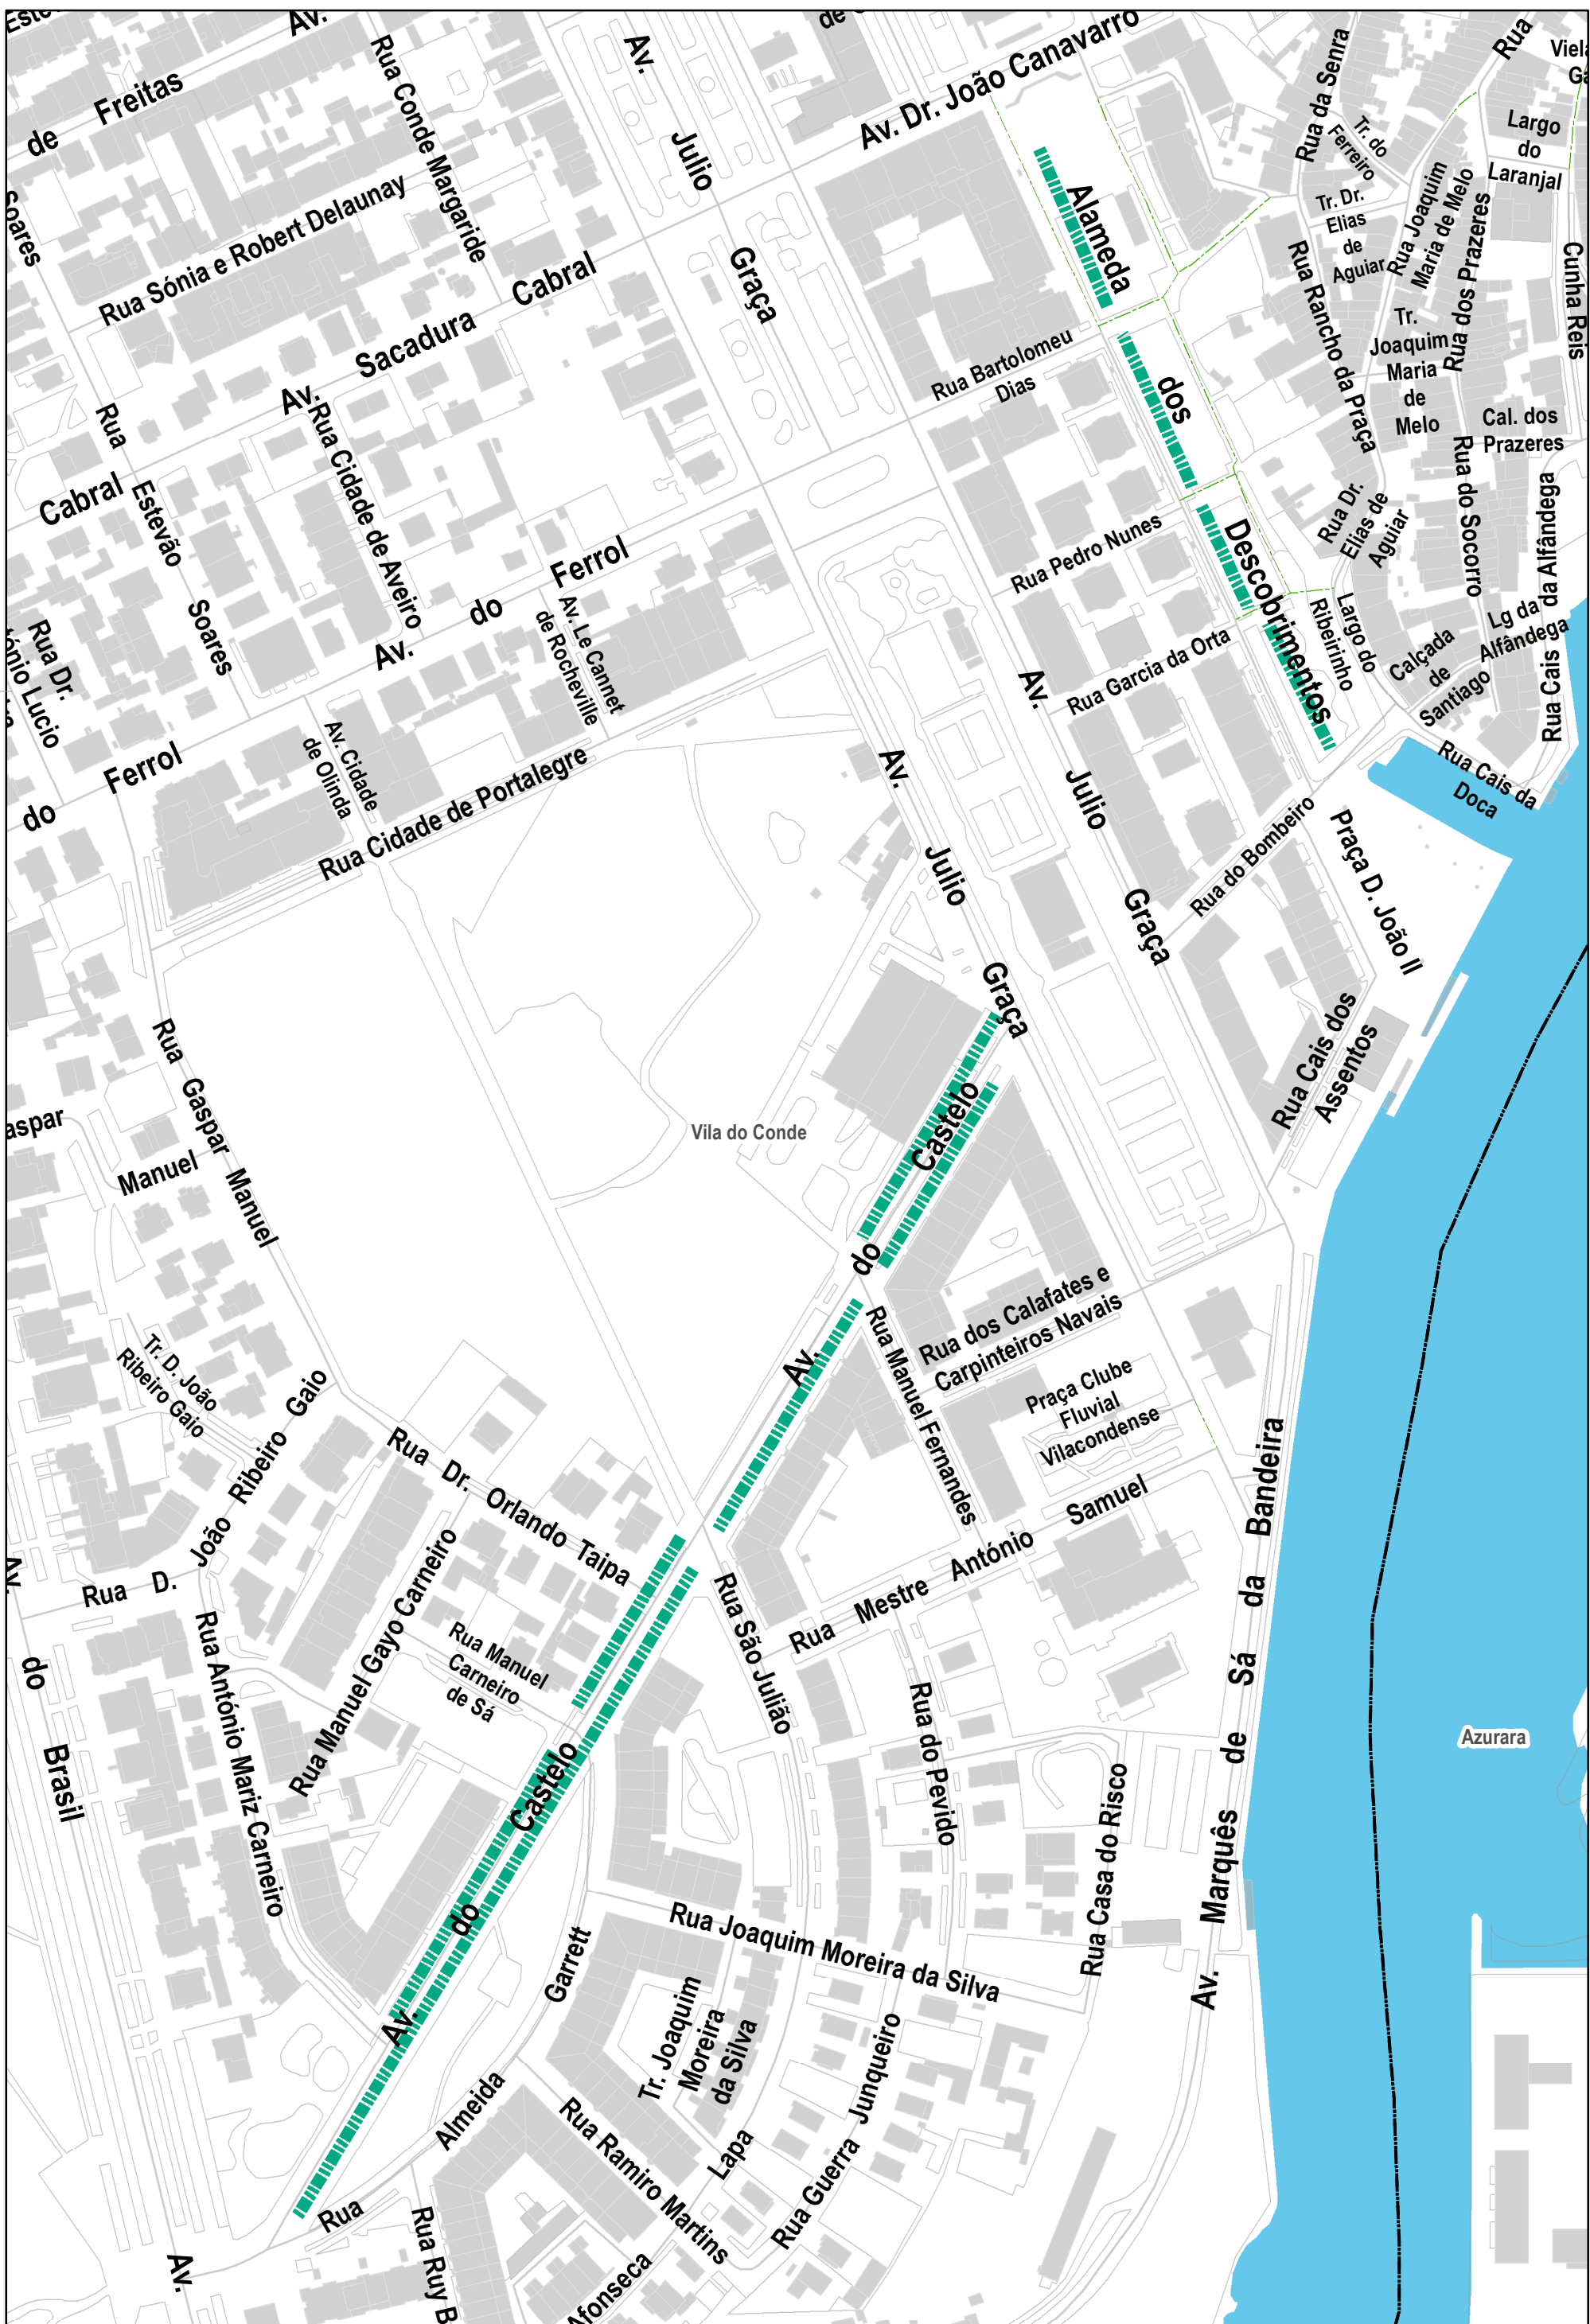 Av.
de
Freitas
Rua Conde Margaride
Av.
Julio
Graça
Av. Dr. João Canavarro
Rua
Rua da Senra
Tr. do
Ferreiro
Largo
do
Laranjal
Soares
Rua Sónia e Robert Delaunay
Alameda
dos
Descobrimentos
Tr. Dr.
Elias
de
Aguiar
Rua Joaquim
Maria de Melo
Rua dos Prazeres
Cunha Reis
Rua Rancho da Praça
Tr.
Joaquim
Maria
de
Melo
Av.
Sacadura
Cabral
Rua Bartolomeu
Dias
Cal. dos
Prazeres
Cabral
Rua
Estevão
Soares
Rua Cidade de Aveiro
Rua Dr.
Elias de
Aguiar
Rua do Socorro
Rua Cais da Alfândega
Rua Pedro Nunes
Av.
do
Ferrol
Av. Le Cannet
de Rocheville
Rua Garcia da Orta
Largo do
Ribeirinho
Lg da
Alfândega
Calçada
de
Santiago
Rua Dr.
Lucio
do
Ferrol
Av. Cidade
de Olinda
Rua Cidade de Portalegre
Av.
Julio
Graça
Av.
Julio
Graça
Rua Cais da
Doca
Rua do Bombeiro
Praça D. João II
Rua Cais dos
Assentos
Rua Gaspar Manuel
Manuel
Vila do Conde
Av.
do
Castelo
Rua dos Calafates e
Carpinteiros Navais
Rua Manuel Fernandes
Praça Clube
Fluvial
Vilacondense
Tr. D. João
Ribeiro Gaio
Rua D. João Ribeiro Gaio
Rua Dr. Orlando Taipa
Rua Mestre António Samuel
Av. Marquês de Sá da Bandeira
Av.
do
Brasil
Rua António Mariz Carneiro
Rua Manuel Gayo Carneiro
Rua Manuel
Carneiro
de Sá
Rua São Julião
Rua do Pevido
Rua Casa do Risco
Azurara
Av.
do
Castelo
Rua Joaquim Moreira da Silva
Tr. Joaquim
Moreira
da Silva
Rua Almeida Garrett
Rua Ramiro Martins
Lapa
Rua Guerra Junqueiro
Av.
Rua Ruy